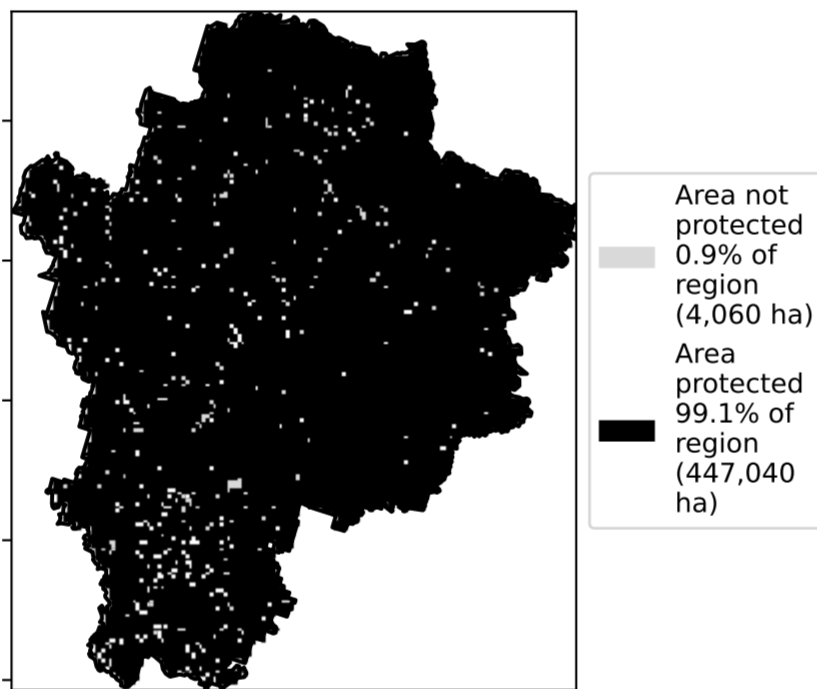 Area not
protected
0.9% of
region
(4,060 ha)
Area
protected
99.1% of
region
(447,040
ha)